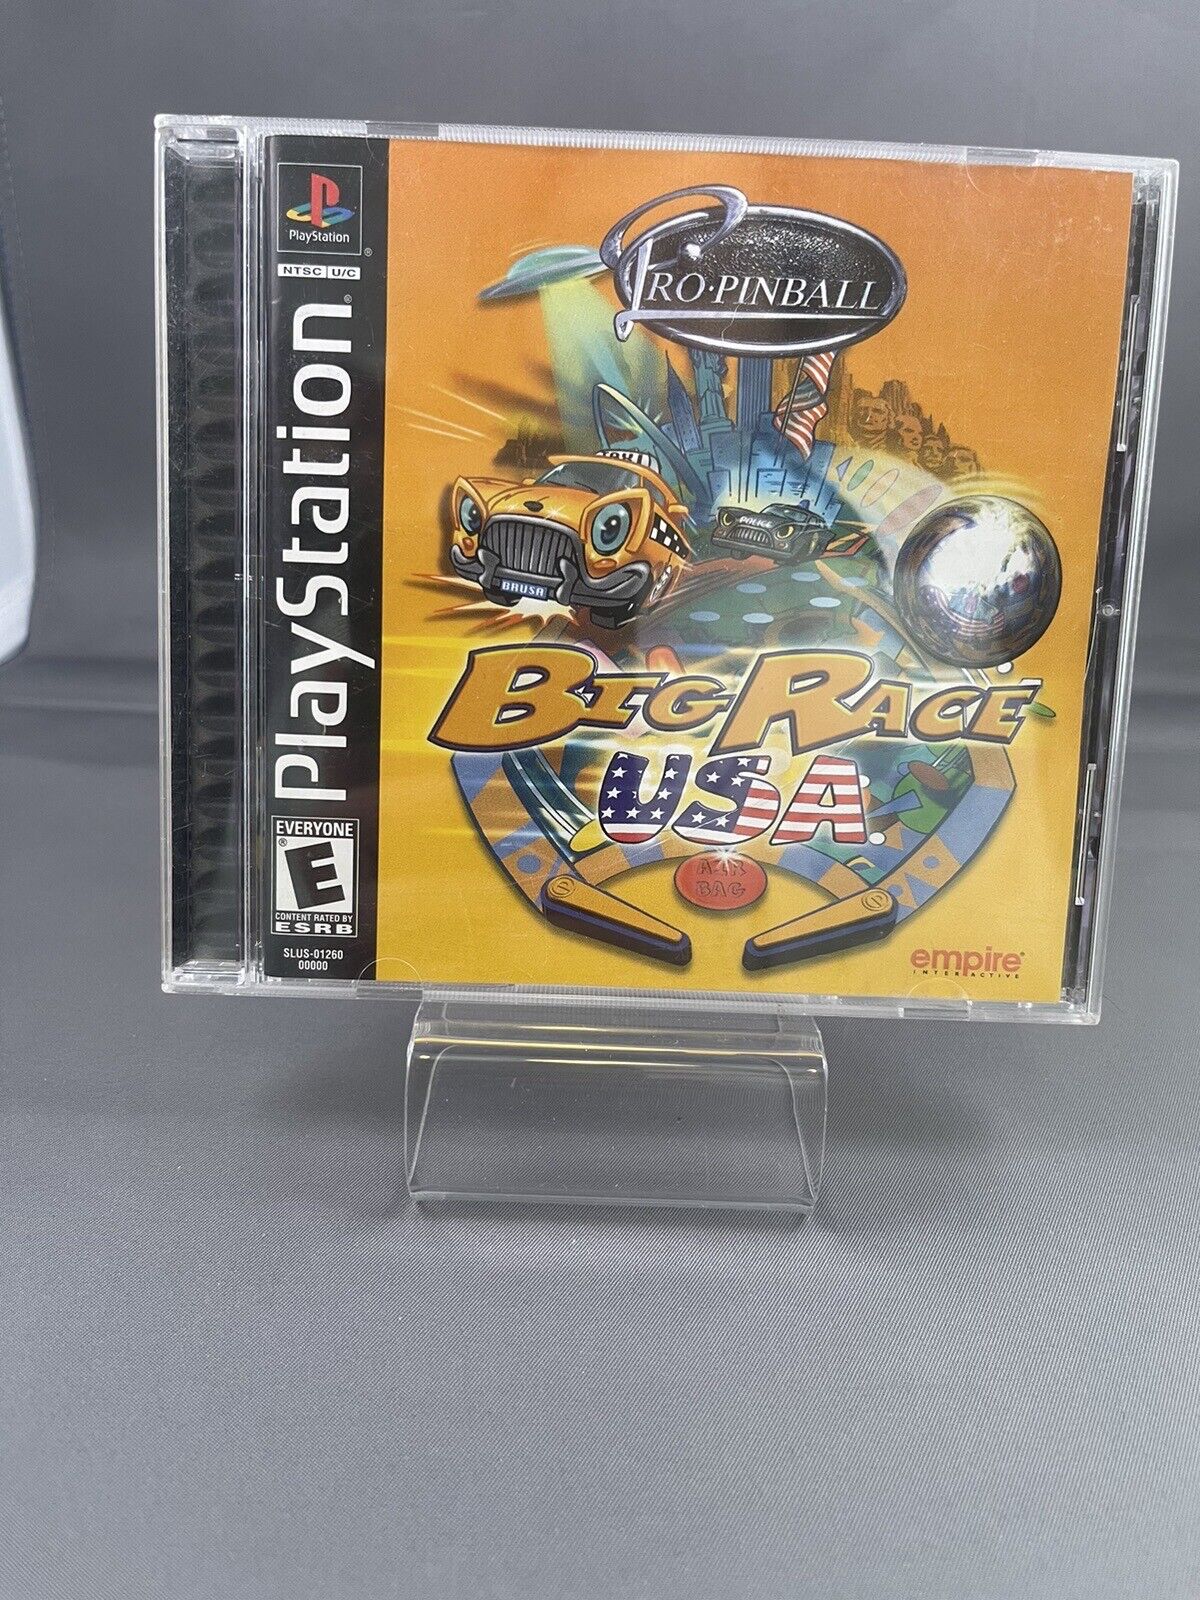 PlayStation
®
NTSC U/C
PlayStation®
EVERYONE
E
®
CONTENT RATED BY
ESRB
SLUS-01260
00000
PRO·PINBALL
TAXI
POLICE
BRUSA
BIG RACE
USA
AIR
BAG
empire®
INTERACTIVE